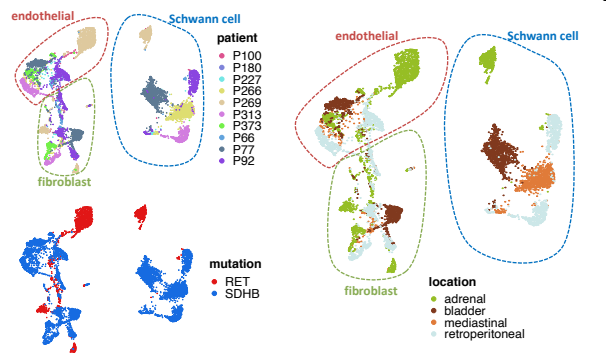 endothelial
Schwann cell
patient
P100
P180
P227
P266
P269
P313
P373
P66
P77
P92
fibroblast
mutation
RET
SDHB
endothelial
Schwann cell
fibroblast
location
adrenal
bladder
mediastinal
retroperitoneal